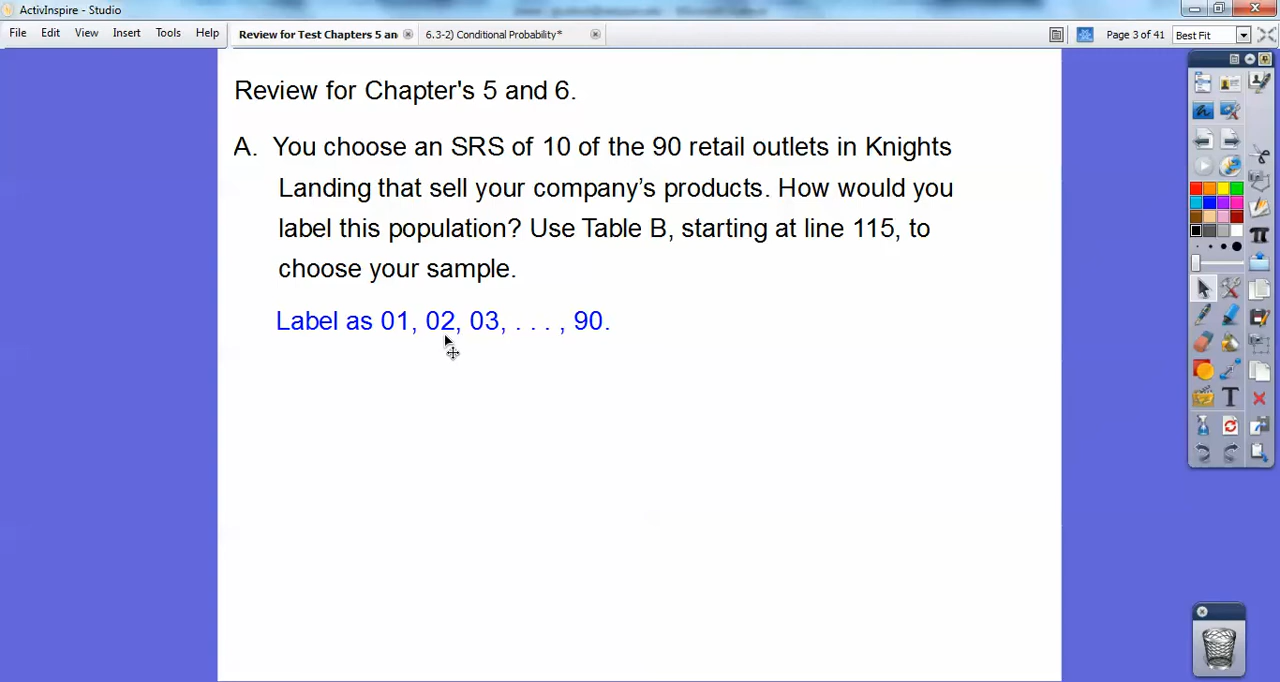 ActivInspire - Studio
File Edit View Insert Tools Help
Review for Test Chapters 5 an
6.3-2) Conditional Probability*
Page 3 of 41
Best Fit
Review for Chapter's 5 and 6.
A. You choose an SRS of 10 of the 90 retail outlets in Knights
Landing that sell your company's products. How would you
label this population? Use Table B, starting at line 115, to
choose your sample.
Label as 01, 02, 03, . . . , 90.